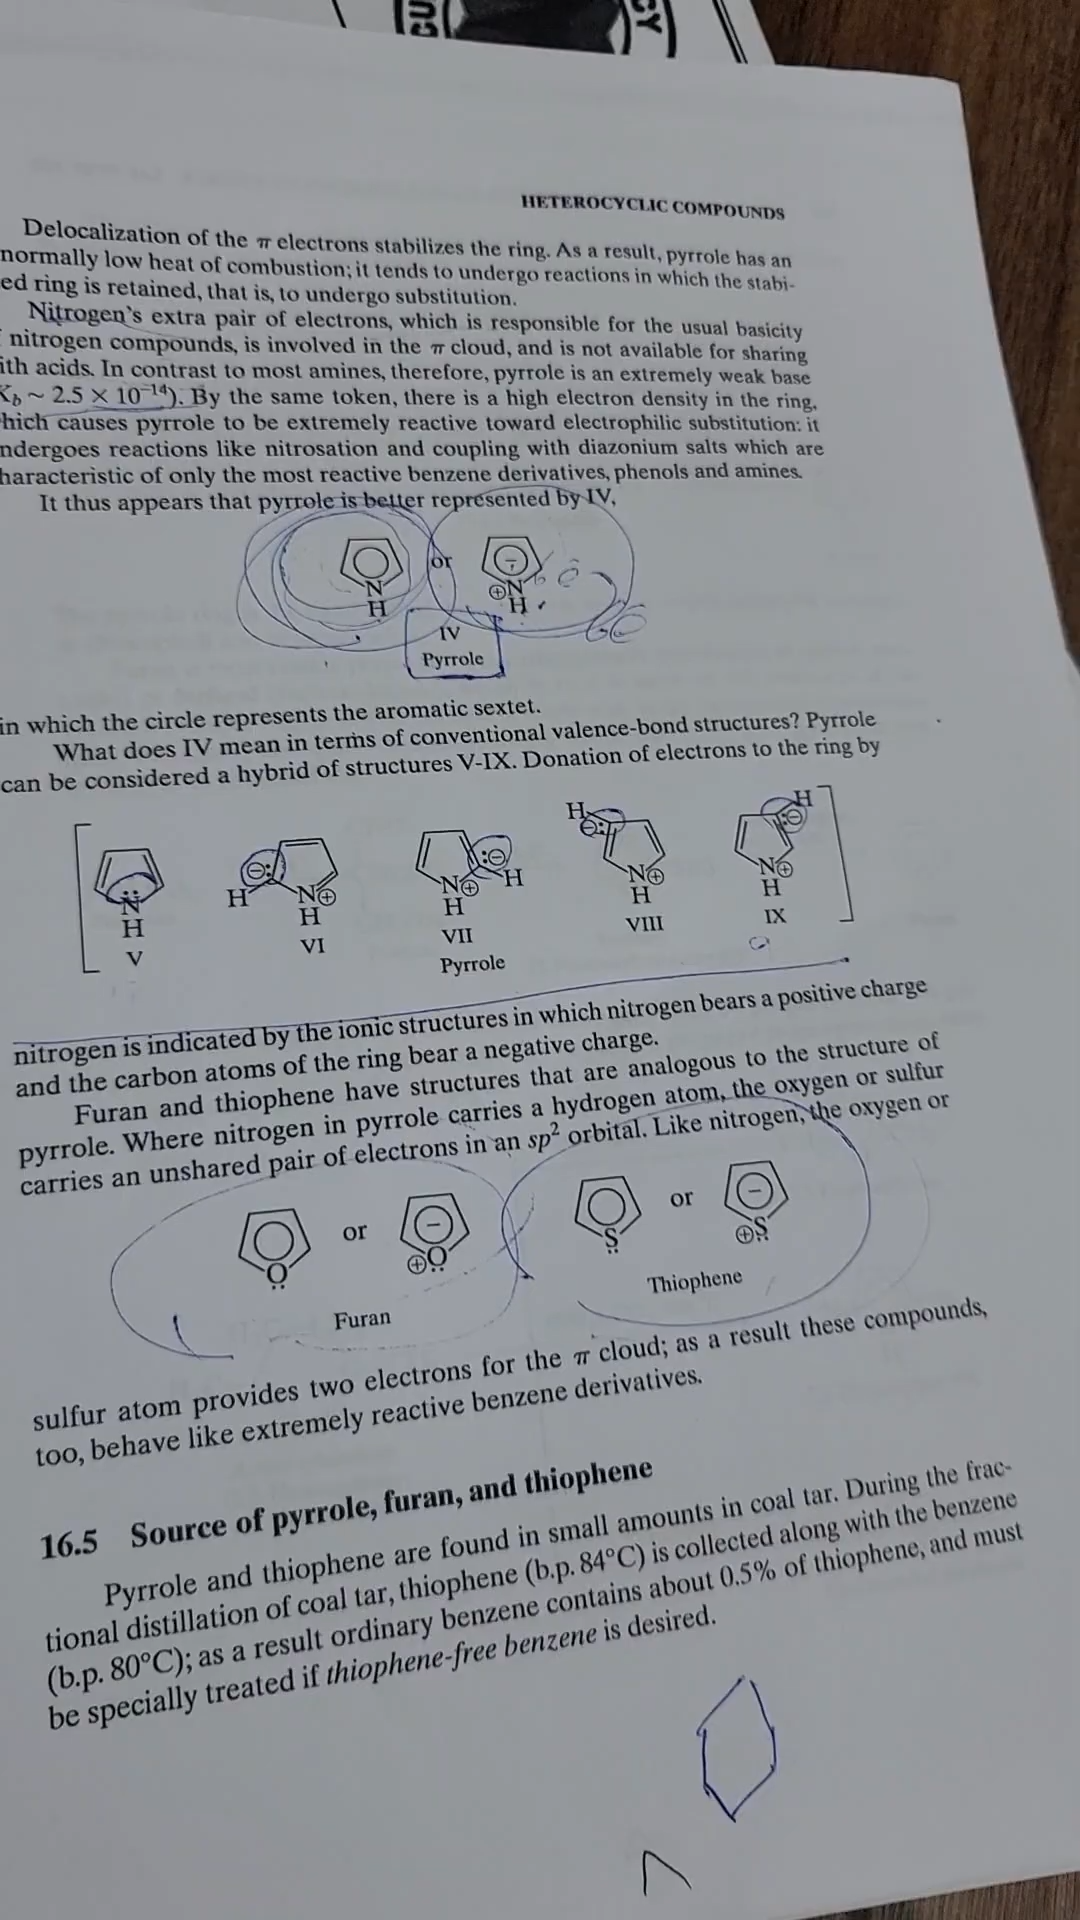 HETEROCYCLIC COMPOUNDS
Delocalization of the π electrons stabilizes the ring. As a result, pyrrole has an
normally low heat of combustion; it tends to undergo reactions in which the stabi-
ed ring is retained, that is, to undergo substitution.
Nitrogen's extra pair of electrons, which is responsible for the usual basicity
nitrogen compounds, is involved in the π cloud, and is not available for sharing
ith acids. In contrast to most amines, therefore, pyrrole is an extremely weak base
K_b ~ 2.5 × 10⁻¹⁴). By the same token, there is a high electron density in the ring,
hich causes pyrrole to be extremely reactive toward electrophilic substitution: it
ndergoes reactions like nitrosation and coupling with diazonium salts which are
haracteristic of only the most reactive benzene derivatives, phenols and amines.
It thus appears that pyrrole is better represented by IV,
or
N ⊕N
H H
6ē
IV
Pyrrole
in which the circle represents the aromatic sextet.
What does IV mean in terms of conventional valence-bond structures? Pyrrole
can be considered a hybrid of structures V-IX. Donation of electrons to the ring by
H H
⊖: :⊖
⊖: :⊖
H N N⊕ N⊕ H N⊕ N⊕
H H H H H
V VI VII VIII IX
Pyrrole
nitrogen is indicated by the ionic structures in which nitrogen bears a positive charge
and the carbon atoms of the ring bear a negative charge.
Furan and thiophene have structures that are analogous to the structure of
pyrrole. Where nitrogen in pyrrole carries a hydrogen atom, the oxygen or sulfur
carries an unshared pair of electrons in an sp² orbital. Like nitrogen, the oxygen or
or or
O ⊕O S ⊕S
Furan Thiophene
sulfur atom provides two electrons for the π cloud; as a result these compounds,
too, behave like extremely reactive benzene derivatives.
16.5 Source of pyrrole, furan, and thiophene
Pyrrole and thiophene are found in small amounts in coal tar. During the frac-
tional distillation of coal tar, thiophene (b.p. 84°C) is collected along with the benzene
(b.p. 80°C); as a result ordinary benzene contains about 0.5% of thiophene, and must
be specially treated if thiophene-free benzene is desired.